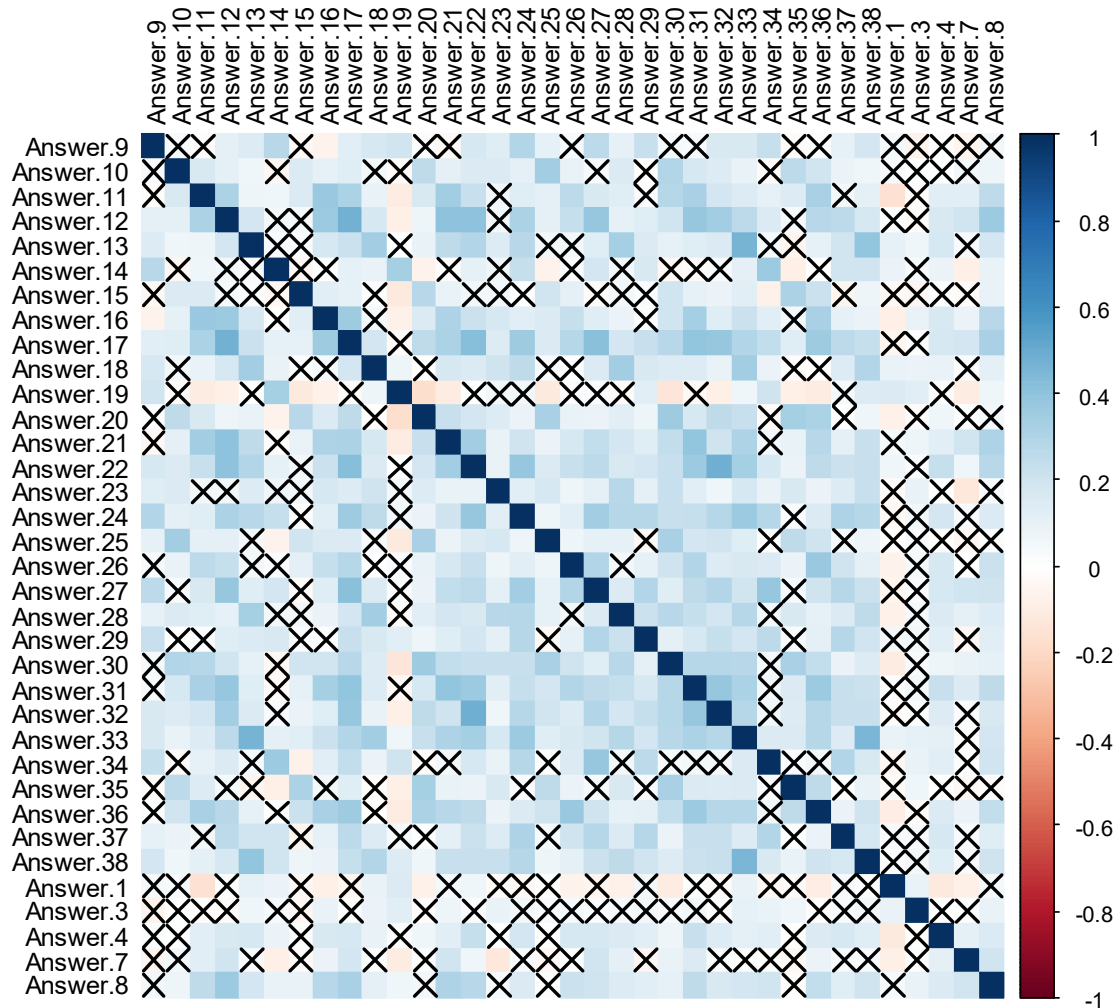 Answer.9
Answer.10
Answer.11
Answer.12
Answer.13
Answer.14
Answer.15
Answer.16
Answer.17
Answer.18
Answer.19
Answer.20
Answer.21
Answer.22
Answer.23
Answer.24
Answer.25
Answer.26
Answer.27
Answer.28
Answer.29
Answer.30
Answer.31
Answer.32
Answer.33
Answer.34
Answer.35
Answer.36
Answer.37
Answer.38
Answer.1
Answer.3
Answer.4
Answer.7
Answer.8
Answer.9
Answer.10
Answer.11
Answer.12
Answer.13
Answer.14
Answer.15
Answer.16
Answer.17
Answer.18
Answer.19
Answer.20
Answer.21
Answer.22
Answer.23
Answer.24
Answer.25
Answer.26
Answer.27
Answer.28
Answer.29
Answer.30
Answer.31
Answer.32
Answer.33
Answer.34
Answer.35
Answer.36
Answer.37
Answer.38
Answer.1
Answer.3
Answer.4
Answer.7
Answer.8
1
0.8
0.6
0.4
0.2
0
-0.2
-0.4
-0.6
-0.8
-1